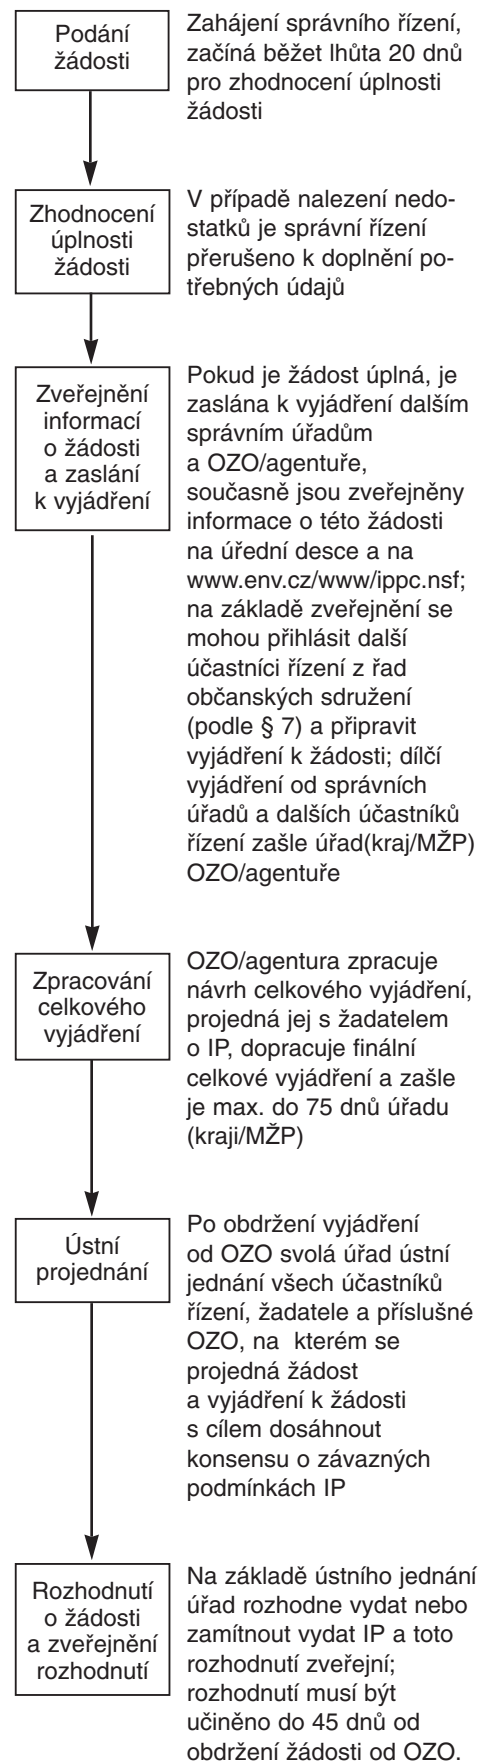 Podání
žádosti
Zahájení správního řízení,
začíná běžet lhůta 20 dnů
pro zhodnocení úplnosti
žádosti
Zhodnocení
úplnosti
žádosti
V případě nalezení nedo-
statků je správní řízení
přerušeno k doplnění po-
třebných údajů
Zveřejnění
informací
o žádosti
a zaslání
k vyjádření
Pokud je žádost úplná, je
zaslána k vyjádření dalším
správním úřadům
a OZO/agentuře,
současně jsou zveřejněny
informace o této žádosti
na úřední desce a na
www.env.cz/www/ippc.nsf;
na základě zveřejnění se
mohou přihlásit další
účastníci řízení z řad
občanských sdružení
(podle § 7) a připravit
vyjádření k žádosti; dílčí
vyjádření od správních
úřadů a dalších účastníků
řízení zašle úřad(kraj/MŽP)
OZO/agentuře
Zpracování
celkového
vyjádření
OZO/agentura zpracuje
návrh celkového vyjádření,
projedná jej s žadatelem
o IP, dopracuje finální
celkové vyjádření a zašle
je max. do 75 dnů úřadu
(kraji/MŽP)
Ústní
projednání
Po obdržení vyjádření
od OZO svolá úřad ústní
jednání všech účastníků
řízení, žadatele a příslušné
OZO, na kterém se
projedná žádost
a vyjádření k žádosti
s cílem dosáhnout
konsensu o závazných
podmínkách IP
Rozhodnutí
o žádosti
a zveřejnění
rozhodnutí
Na základě ústního jednání
úřad rozhodne vydat nebo
zamítnout vydat IP a toto
rozhodnutí zveřejní;
rozhodnutí musí být
učiněno do 45 dnů od
obdržení žádosti od OZO.